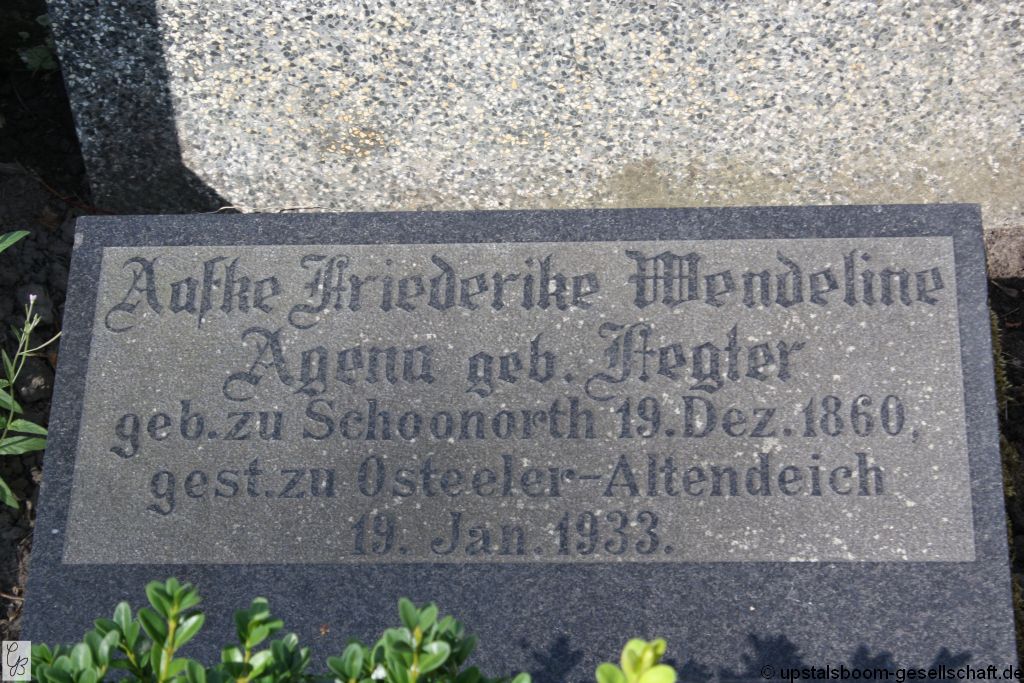 Aafke Friederike Wendeline
Agena geb. Hegter
geb. zu Schoonorth 19. Dez. 1860,
gest. zu Osteeler-Altendeich
19. Jan. 1933.
© upstalsboom-gesellschaft.de